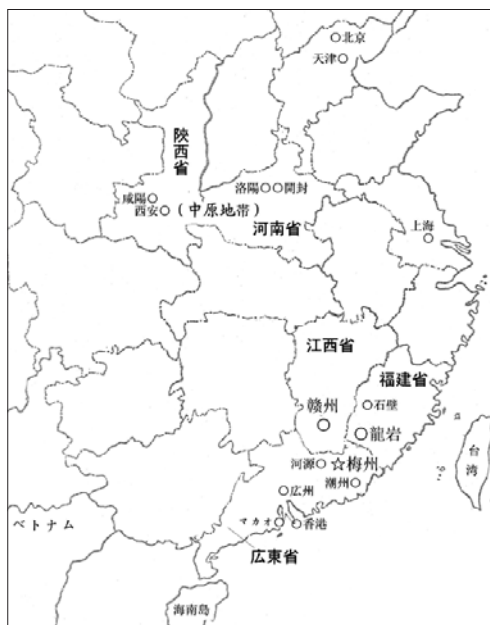 北京
天津
陝西省
咸陽
西安
(中原地帯)
洛陽
開封
河南省
上海
江西省
福建省
贛州
石壁
龍岩
河源
☆梅州
潮州
広州
台湾
ベトナム
マカオ
香港
広東省
海南島